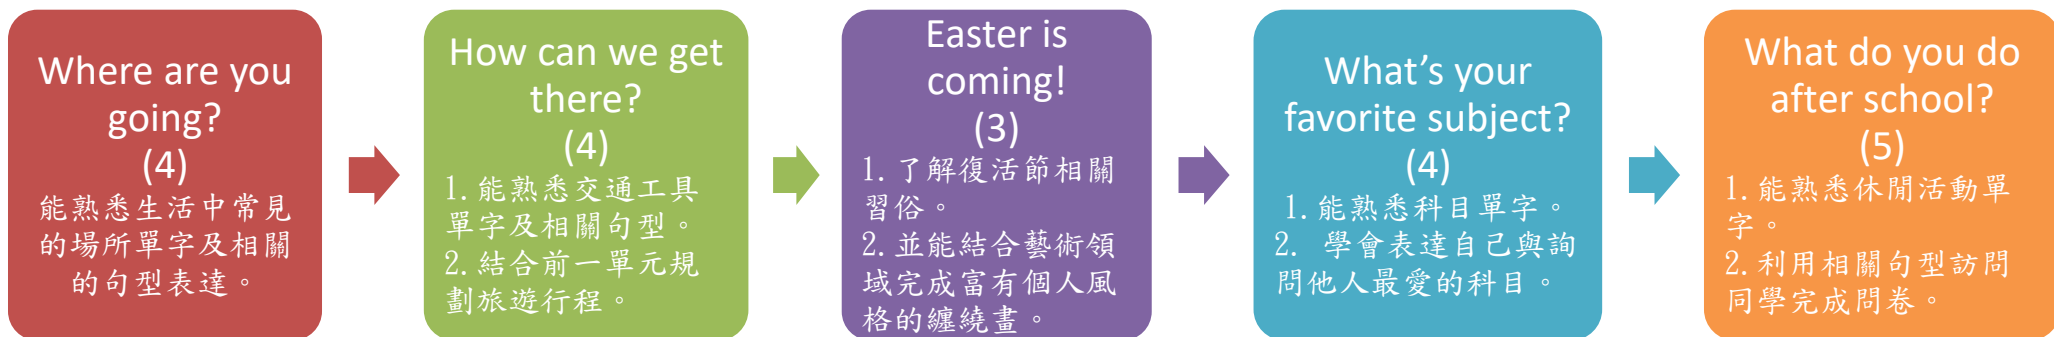 Where are you
going?
(4)
能熟悉生活中常見
的場所單字及相關
的句型表達。
How can we get
there?
(4)
1.能熟悉交通工具
單字及相關句型。
2.結合前一單元規
劃旅遊行程。
Easter is
coming!
(3)
1.了解復活節相關
習俗。
2.並能結合藝術領
域完成富有個人風
格的纏繞畫。
What's your
favorite subject?
(4)
1.能熟悉科目單字。
2. 學會表達自己與詢
問他人最愛的科目。
What do you do
after school?
(5)
1.能熟悉休閒活動單
字。
2.利用相關句型訪問
同學完成問卷。